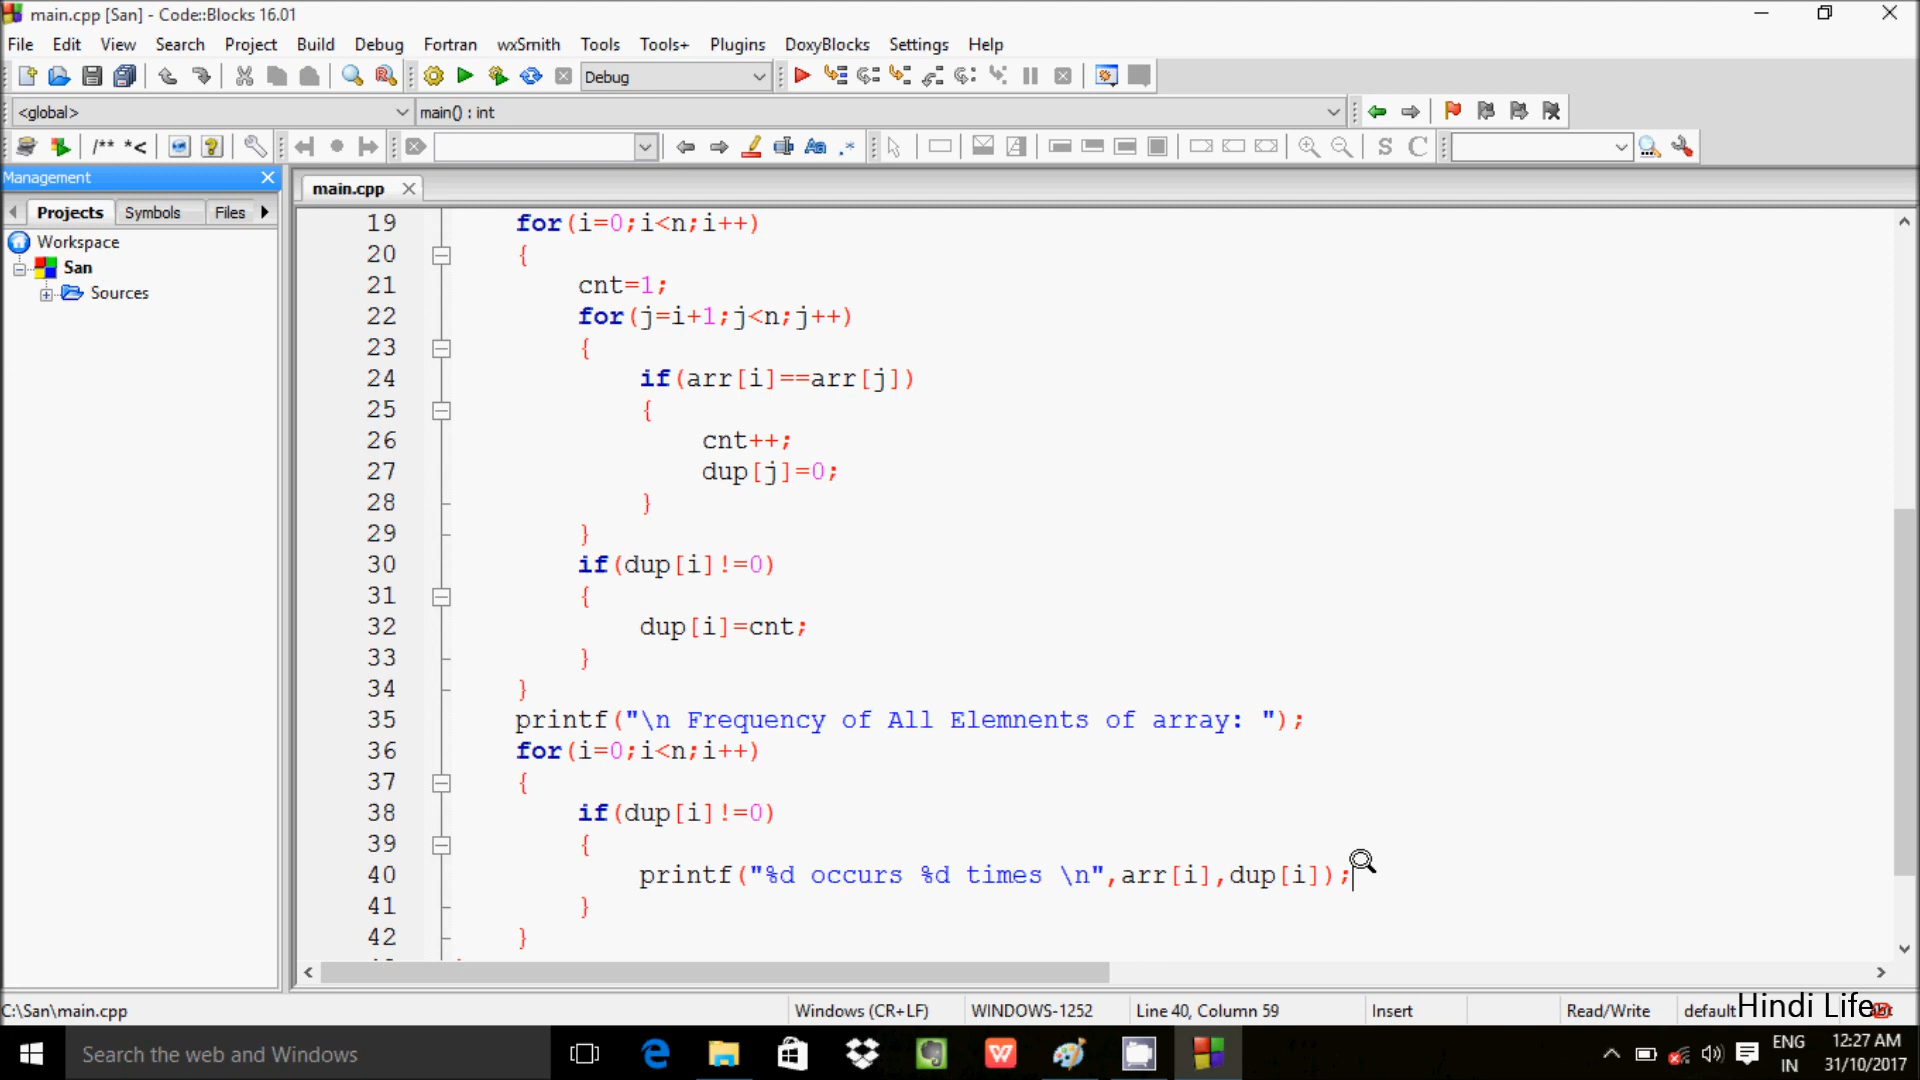 main.cpp [San] - Code::Blocks 16.01
File Edit View Search Project Build Debug Fortran wxSmith Tools Tools+ Plugins DoxyBlocks Settings Help
Debug
<global> main() : int
/** *<
S C
Management
main.cpp
Projects Symbols Files
Workspace
San
Sources
19 for(i=0;i<n;i++)
20 {
21 cnt=1;
22 for(j=i+1;j<n;j++)
23 {
24 if(arr[i]==arr[j])
25 {
26 cnt++;
27 dup[j]=0;
28 }
29 }
30 if(dup[i]!=0)
31 {
32 dup[i]=cnt;
33 }
34 }
35 printf("\n Frequency of All Elemnents of array: ");
36 for(i=0;i<n;i++)
37 {
38 if(dup[i]!=0)
39 {
40 printf("%d occurs %d times \n",arr[i],dup[i]);
41 }
42 }
C:\San\main.cpp Windows (CR+LF) WINDOWS-1252 Line 40, Column 59 Insert Read/Write default
Hindi Life
Search the web and Windows
ENG
IN
12:27 AM
31/10/2017